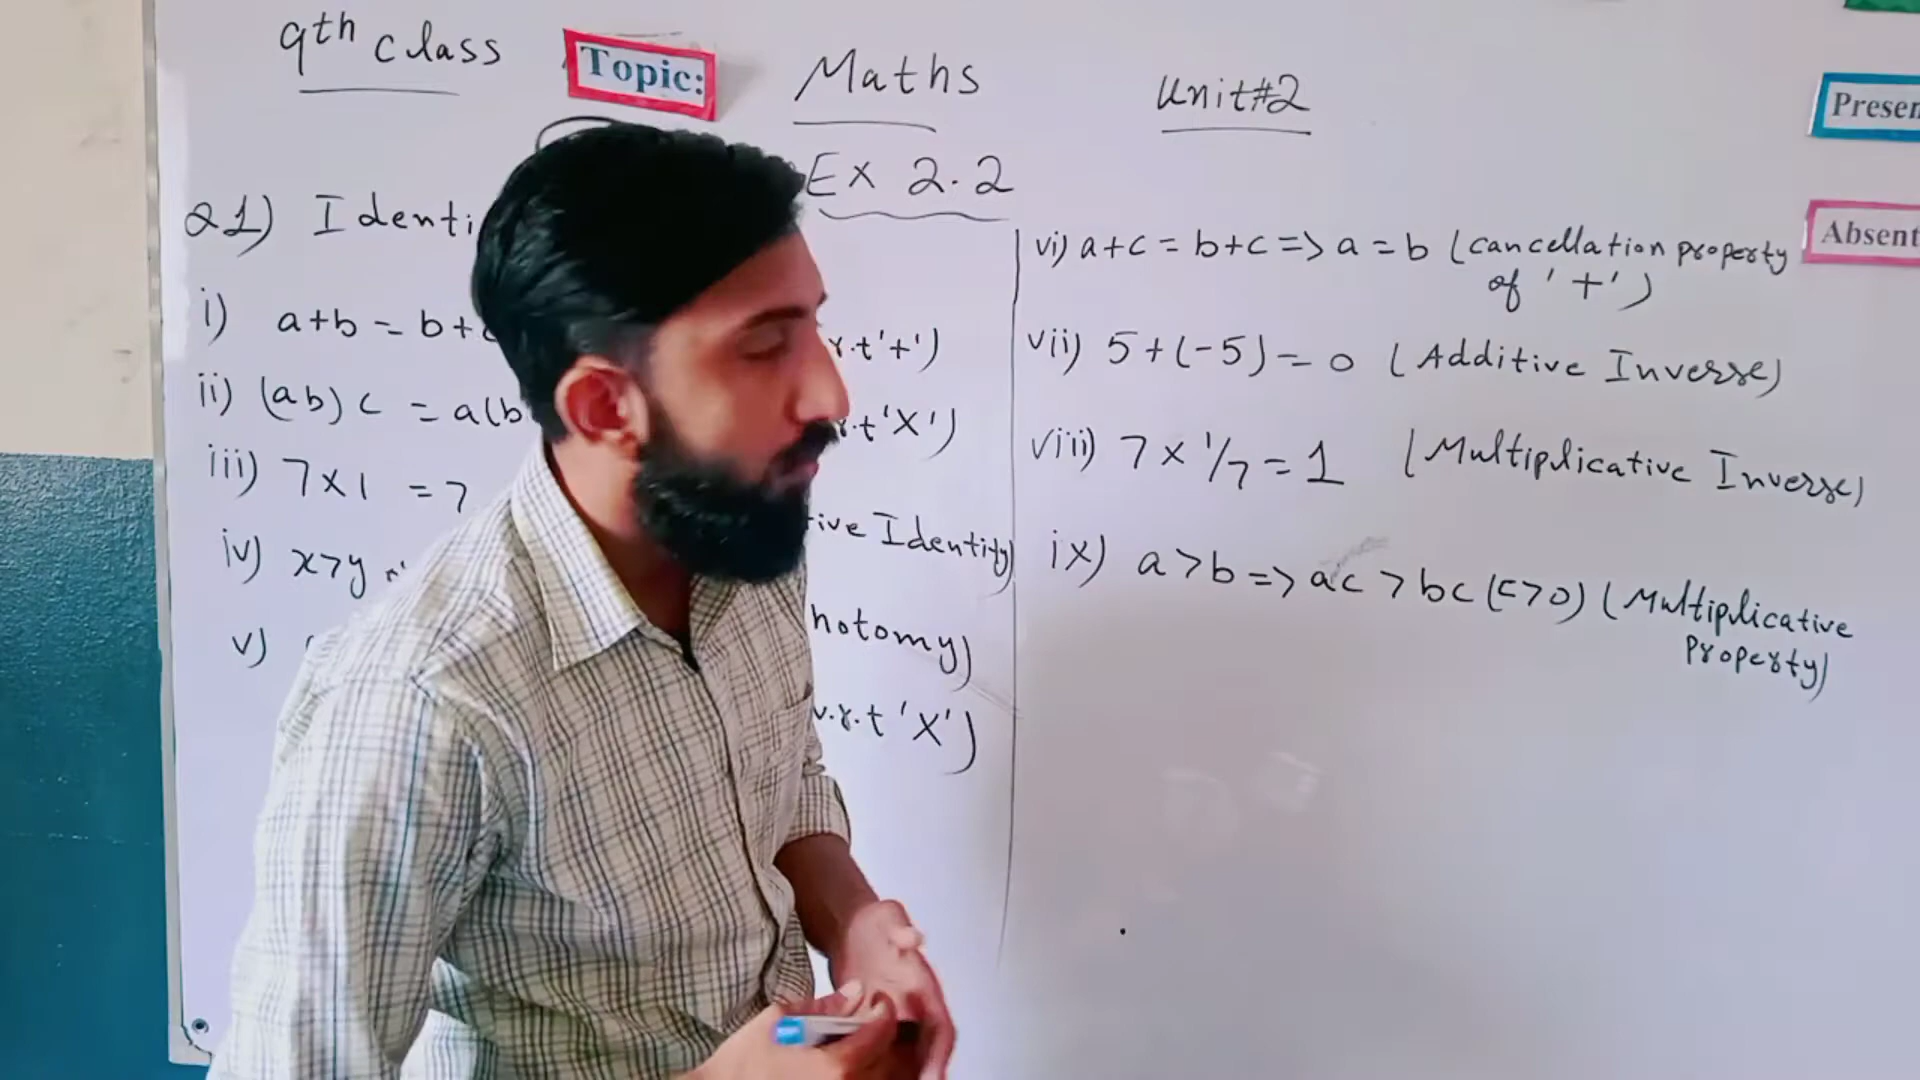 9th class
Topic:
Maths
Unit#2
Presen
Absent
Ex 2.2
Q1) Identi
i) a+b = b+
r.t '+')
ii) (ab) c = a(b
r.t 'X')
iii) 7x1 = 7
ive Identity)
iv) x>y
hotomy)
v)
w.r.t 'X')
vi) a+c = b+c => a = b (cancellation property
of '+')
vii) 5+(-5) = 0 (Additive Inverse)
viii) 7 x 1/7 = 1 (Multiplicative Inverse)
ix) a>b => ac > bc (c>0) (Multiplicative
Property)